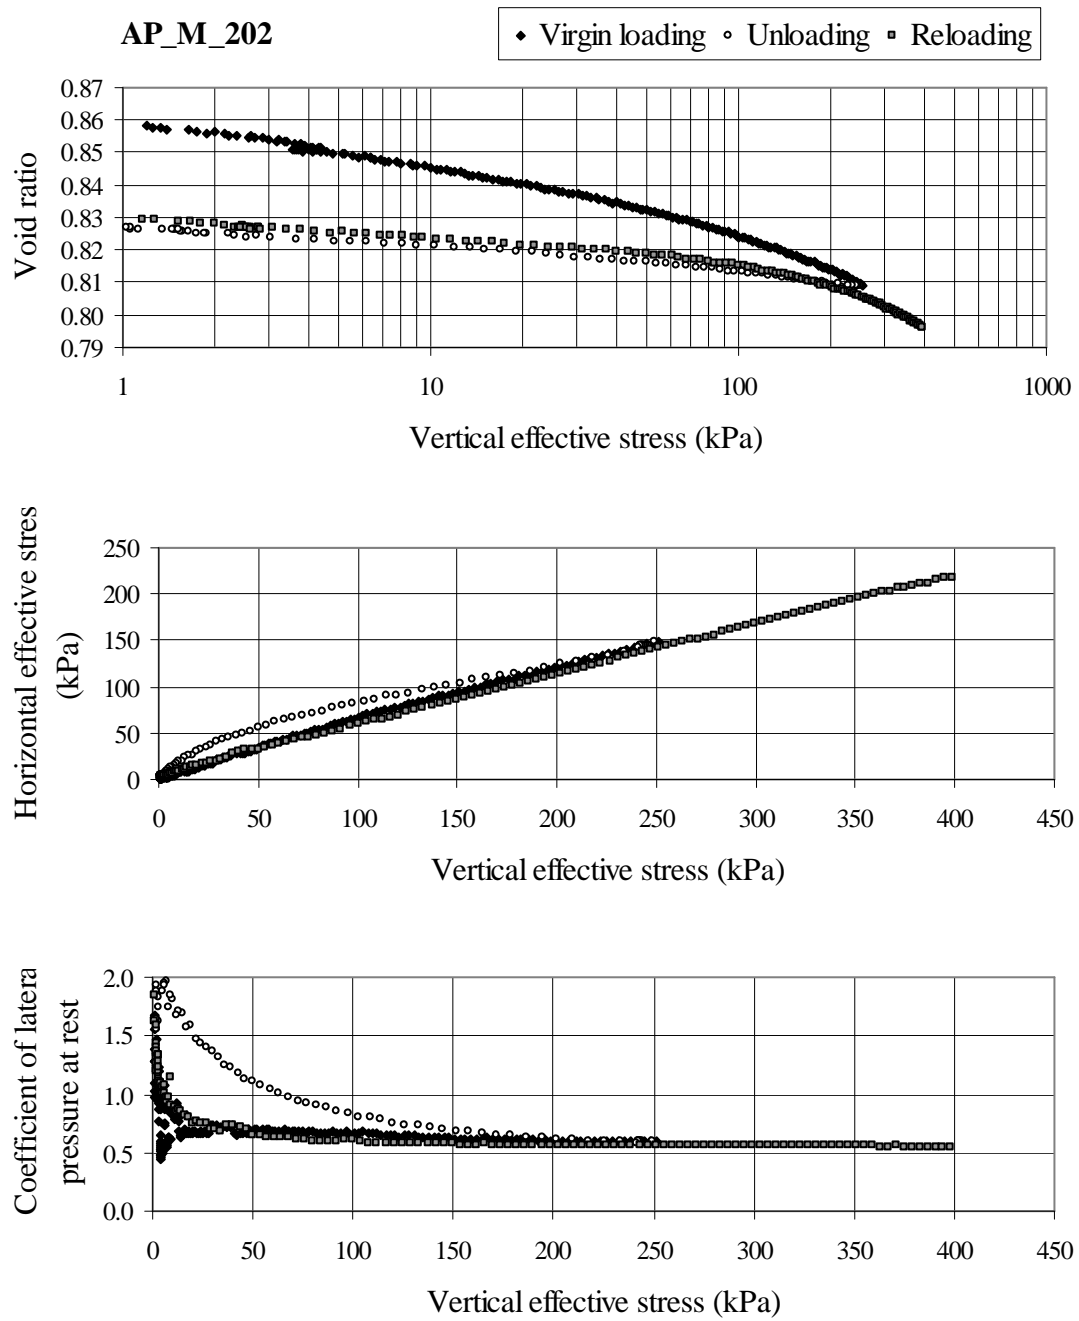 AP_M_202
Virgin loading Unloading Reloading
0.87
0.86
0.85
0.84
0.83
0.82
0.81
0.80
0.79
Void ratio
1 10 100 1000
Vertical effective stress (kPa)
250
200
150
100
50
0
Horizontal effective stres
(kPa)
0 50 100 150 200 250 300 350 400 450
Vertical effective stress (kPa)
2.0
1.5
1.0
0.5
0.0
Coefficient of latera
pressure at rest
0 50 100 150 200 250 300 350 400 450
Vertical effective stress (kPa)